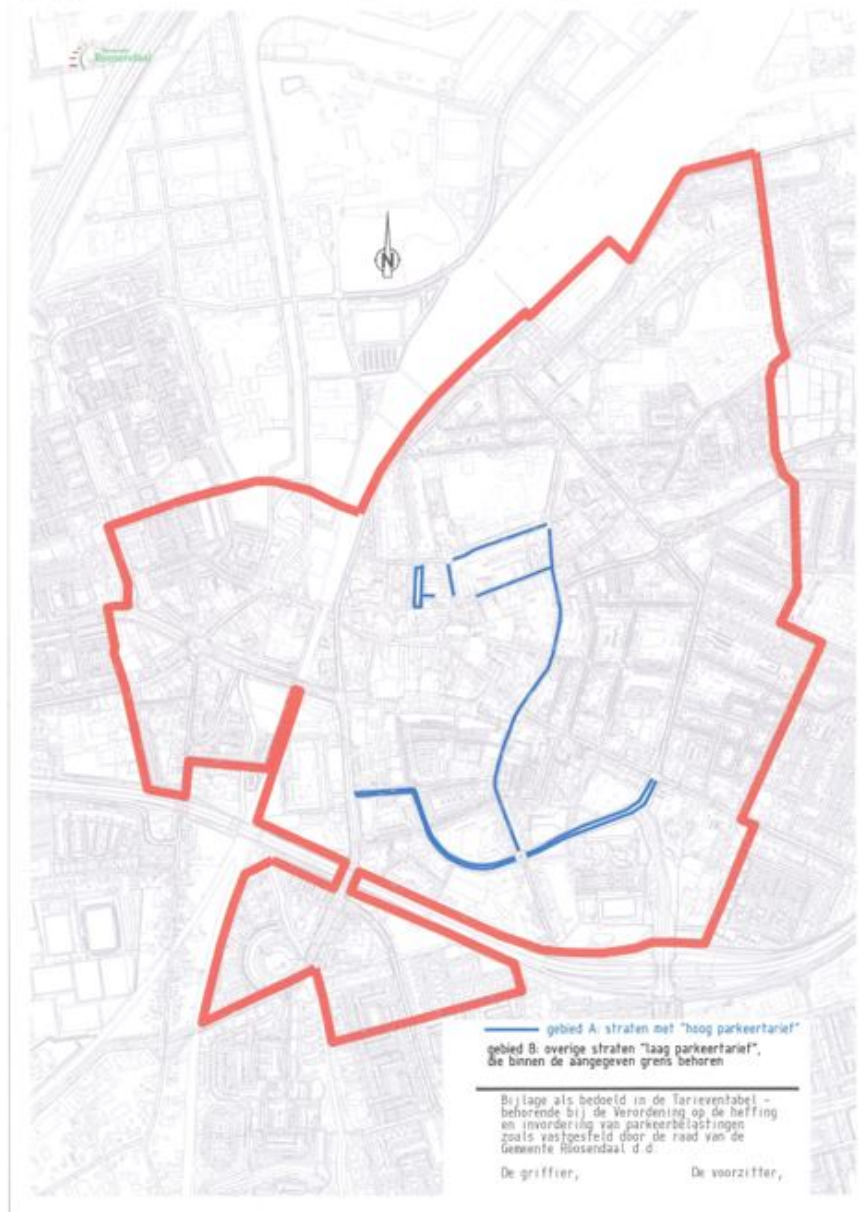 Roosendaal
N
gebied A: straten met "hoog parkeertarief"
gebied B: overige straten "laag parkeertarief",
die binnen de aangegeven grens behoren
Bijlage als bedoeld in de Tarieventabel -
behorende bij de Verordening op de heffing
en invordering van parkeerbelastingen
zoals vastgesteld door de raad van de
Gemeente Roosendaal d.d.
De griffier, De voorzitter,